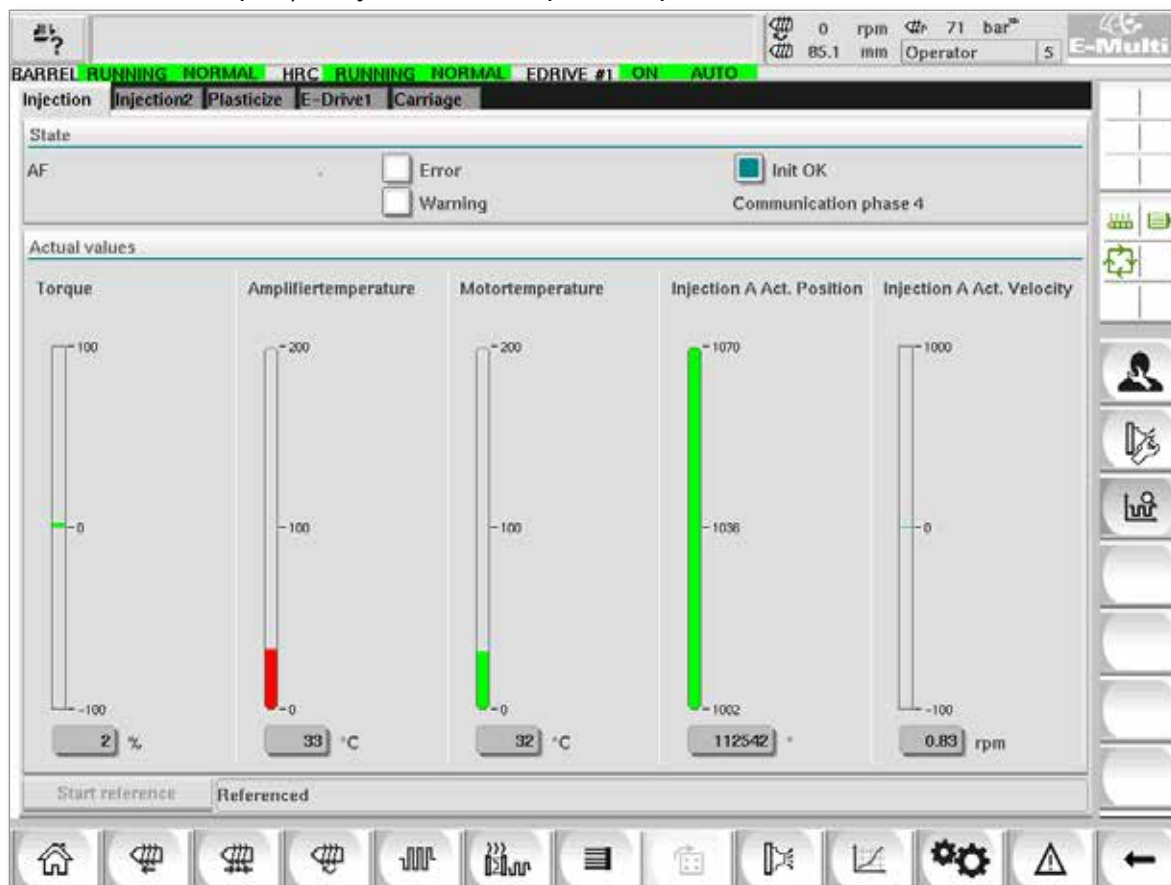 0 rpm 71 bar
85.1 mm Operator 5
E-Multi
BARREL RUNNING NORMAL HRC RUNNING NORMAL EDRIVE #1 ON AUTO
Injection Injection2 Plasticize E-Drive1 Carriage
State
AF Error Init OK
Warning Communication phase 4
Actual values
Torque Amplifiertemperature Motortemperature Injection A Act. Position Injection A Act. Velocity
100 200 200 1070 1000
0 100 100 1036 0
-100 0 0 1002 -100
2 % 33 °C 32 °C 112542 ° 0.83 rpm
Start reference Referenced